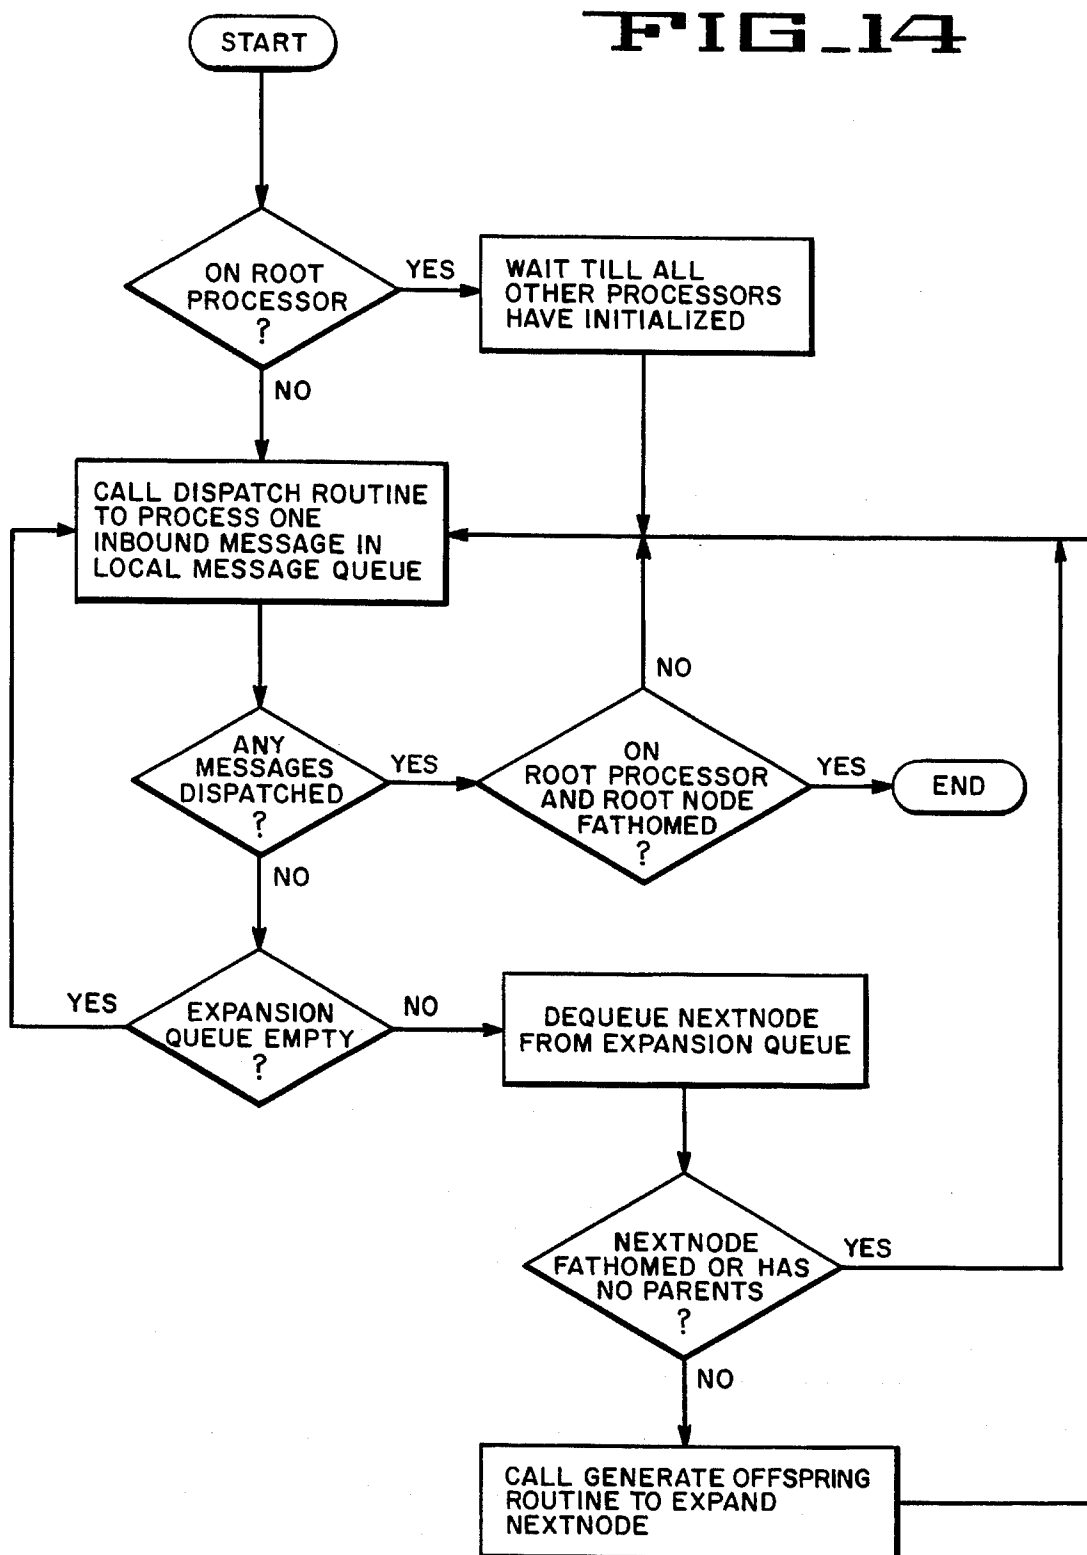 FIG_14
START
ON ROOT
PROCESSOR
?
YES
WAIT TILL ALL
OTHER PROCESSORS
HAVE INITIALIZED
NO
CALL DISPATCH ROUTINE
TO PROCESS ONE
INBOUND MESSAGE IN
LOCAL MESSAGE QUEUE
NO
ANY
MESSAGES
DISPATCHED
?
YES
ON
ROOT PROCESSOR
AND ROOT NODE
FATHOMED
?
YES
END
NO
YES
EXPANSION
QUEUE EMPTY
?
NO
DEQUEUE NEXTNODE
FROM EXPANSION QUEUE
NEXTNODE
FATHOMED OR HAS
NO PARENTS
?
YES
NO
CALL GENERATE OFFSPRING
ROUTINE TO EXPAND
NEXTNODE